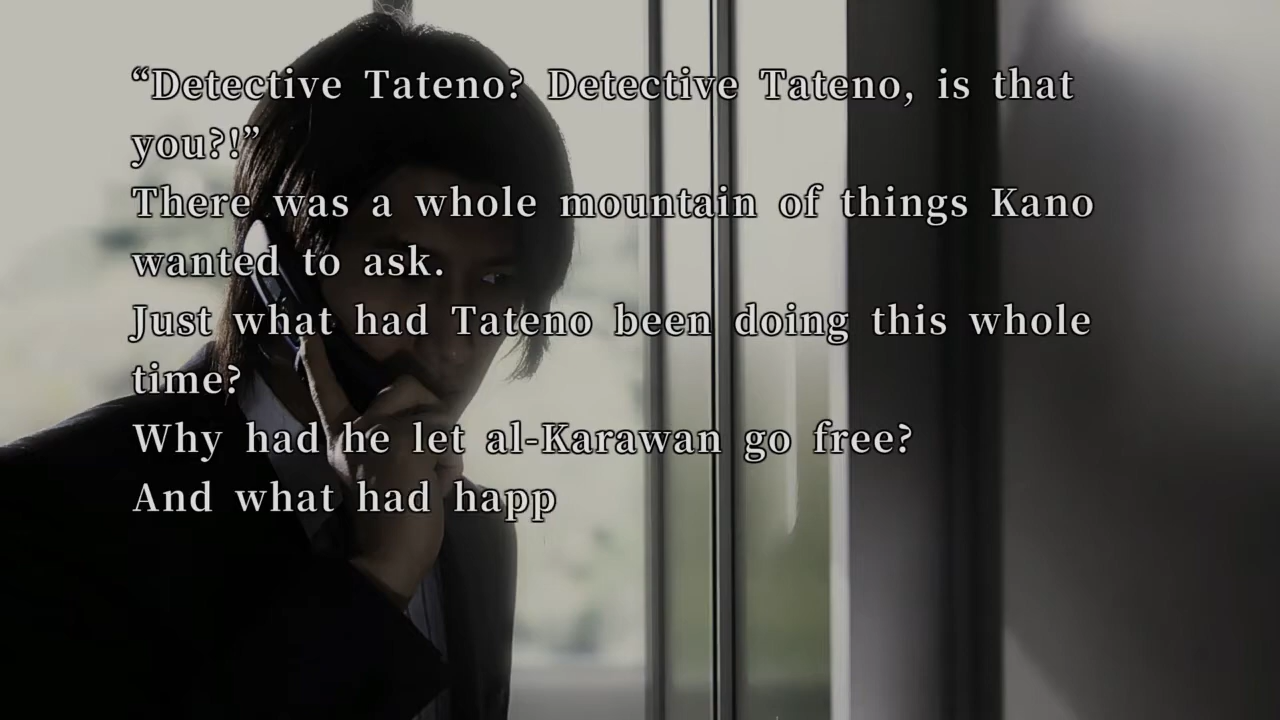 “Detective Tateno? Detective Tateno, is that
you?!”
There was a whole mountain of things Kano
wanted to ask.
Just what had Tateno been doing this whole
time?
Why had he let al-Karawan go free?
And what had happ